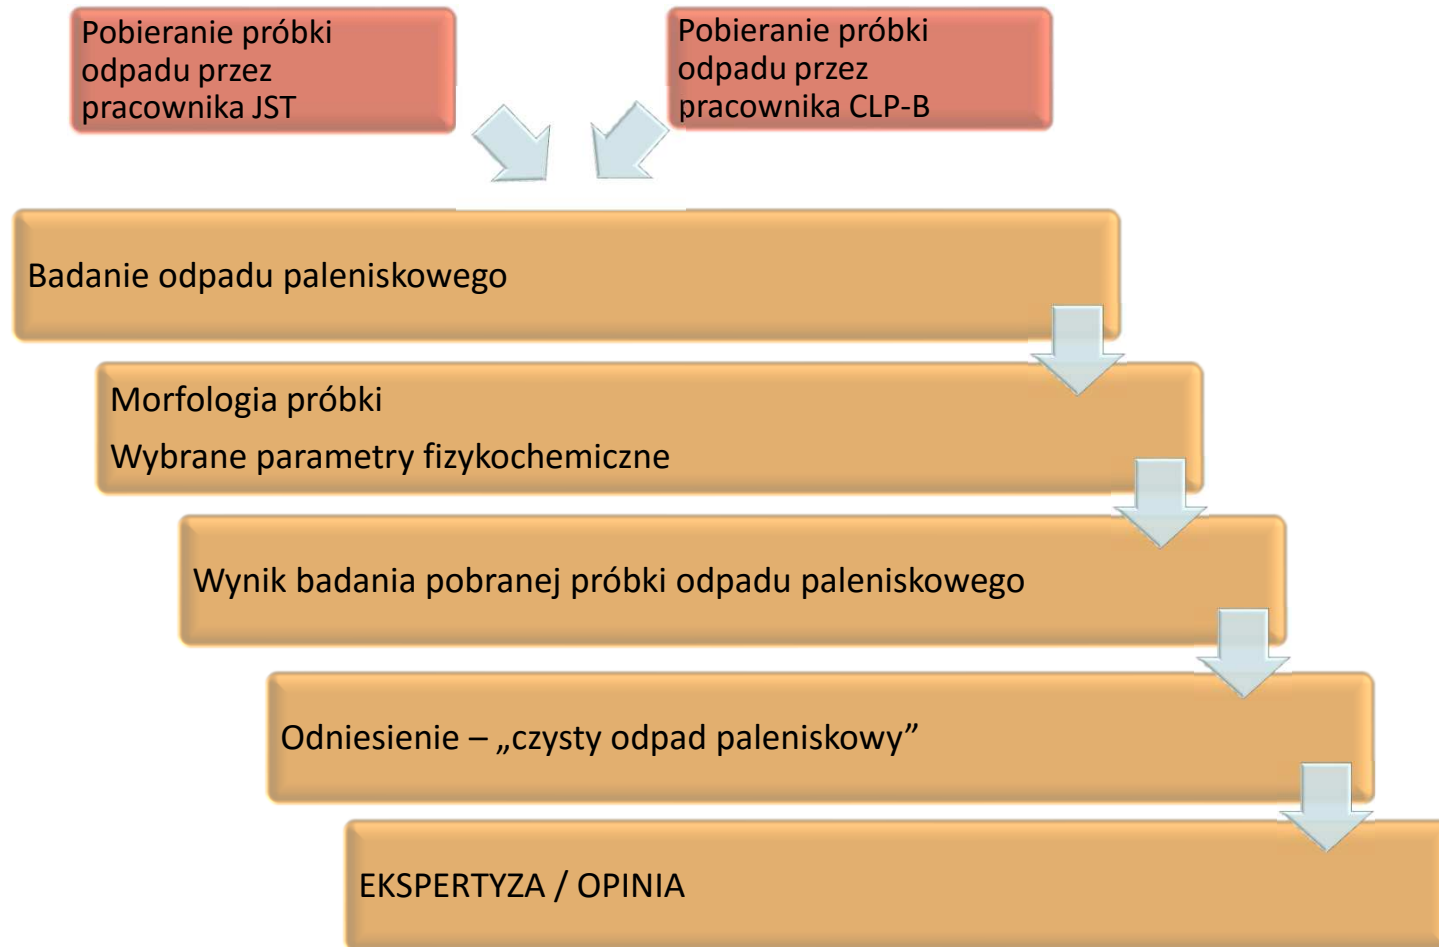 Pobieranie próbki
odpadu przez
pracownika JST
Pobieranie próbki
odpadu przez
pracownika CLP-B
Badanie odpadu paleniskowego
Morfologia próbki
Wybrane parametry fizykochemiczne
Wynik badania pobranej próbki odpadu paleniskowego
Odniesienie – „czysty odpad paleniskowy”
EKSPERTYZA / OPINIA